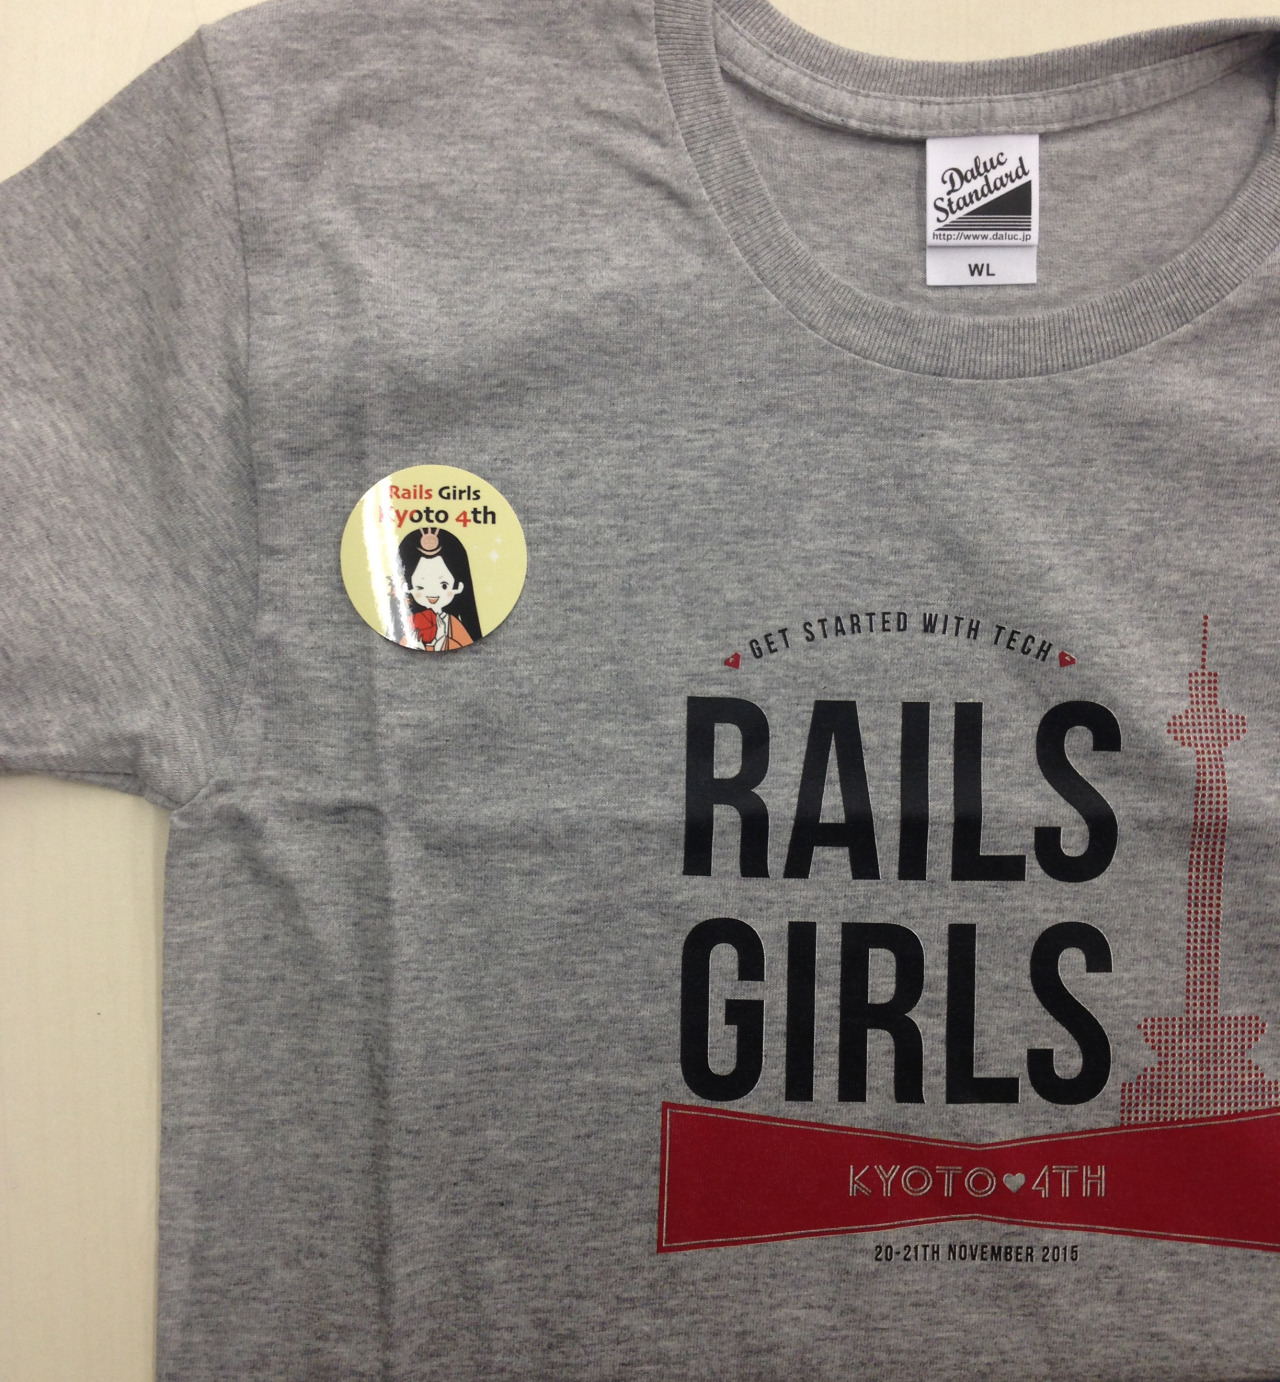 Daluc
Standard
http://www.daluc.jp
WL
Rails Girls
Kyoto 4th
GET STARTED WITH TECH
RAILS
GIRLS
KYOTO♥4TH
20-21TH NOVEMBER 2015